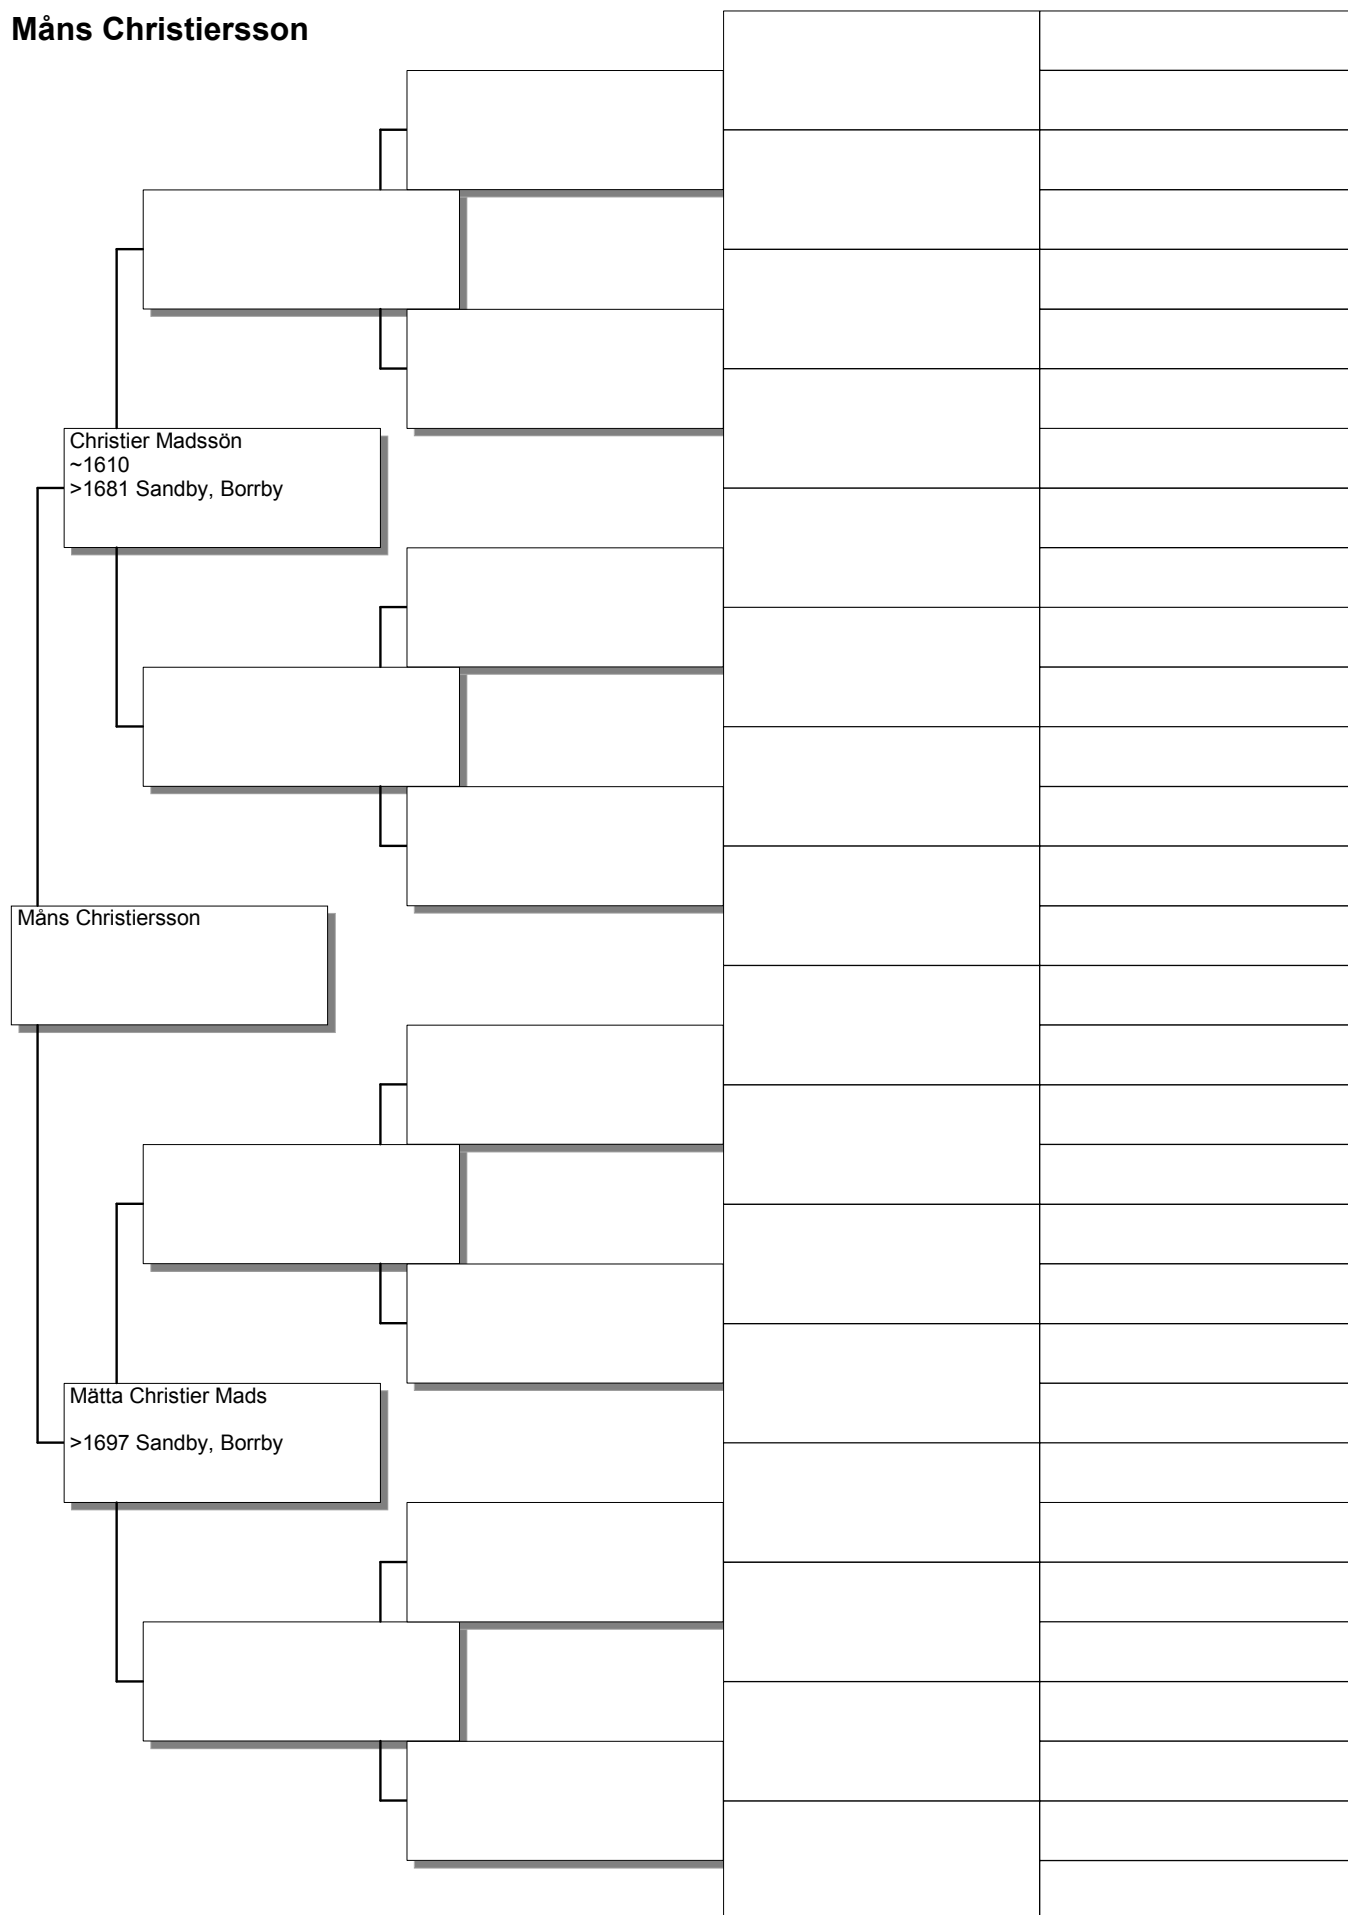 Måns Christiersson
Christier Madssön
~1610
>1681 Sandby, Borrby
Måns Christiersson
Mätta Christier Mads
>1697 Sandby, Borrby